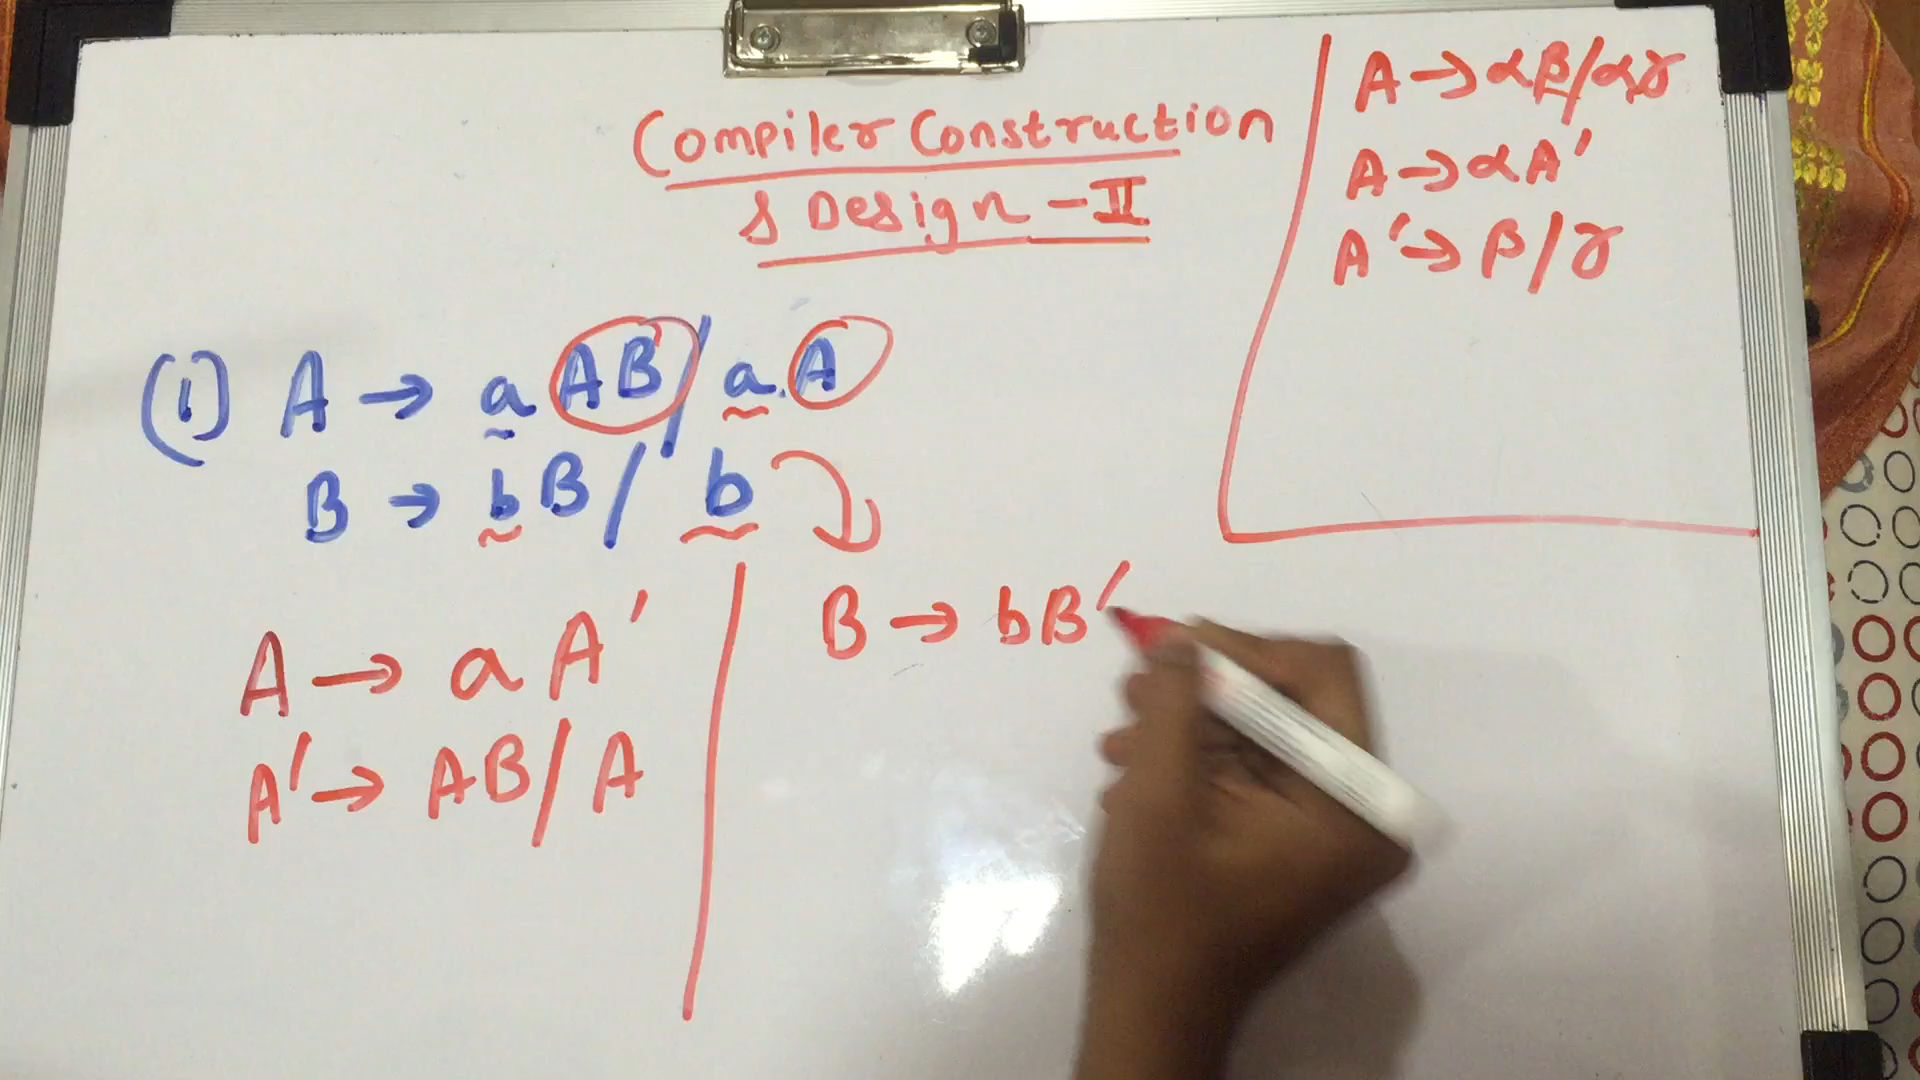 Compiler Construction
& Design - II
A → αβ/αγ
A → αA'
A' → β/γ
(1) A → aAB/aA
B → bB/b
A → aA'
A' → AB/A
B → bB'